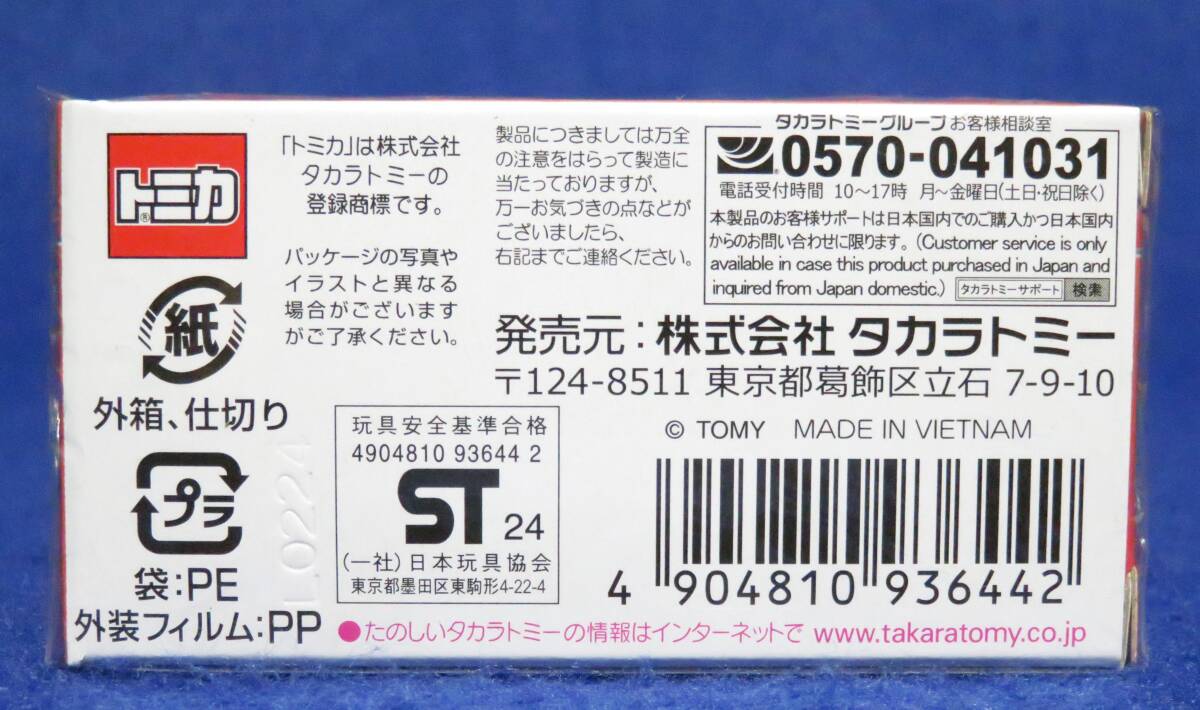 トミカ®
「トミカ」は株式会社
タカラトミーの
登録商標です。
パッケージの写真や
イラストと異なる
場合がございます
がご了承ください。
製品につきましては万全
の注意をはらって製造に
当たっておりますが、
万一お気づきの点などが
ございましたら、
右記までご連絡ください。
タカラトミーグループ お客様相談室
0570-041031
電話受付時間 10～17時 月～金曜日(土日・祝日除く)
本製品のお客様サポートは日本国内でのご購入かつ日本国内
からのお問い合わせに限ります。(Customer service is only
available in case this product purchased in Japan and
inquired from Japan domestic.) タカラトミーサポート 検索
発売元：株式会社 タカラトミー
〒124-8511 東京都葛飾区立石 7-9-10
© TOMY MADE IN VIETNAM
紙
外箱、仕切り
プラ
袋:PE
外装フィルム:PP
玩具安全基準合格
4904810 93644 2
ST 24
(一社)日本玩具協会
東京都墨田区東駒形4-22-4
4 904810 936442
●たのしいタカラトミーの情報はインターネットで www.takaratomy.co.jp